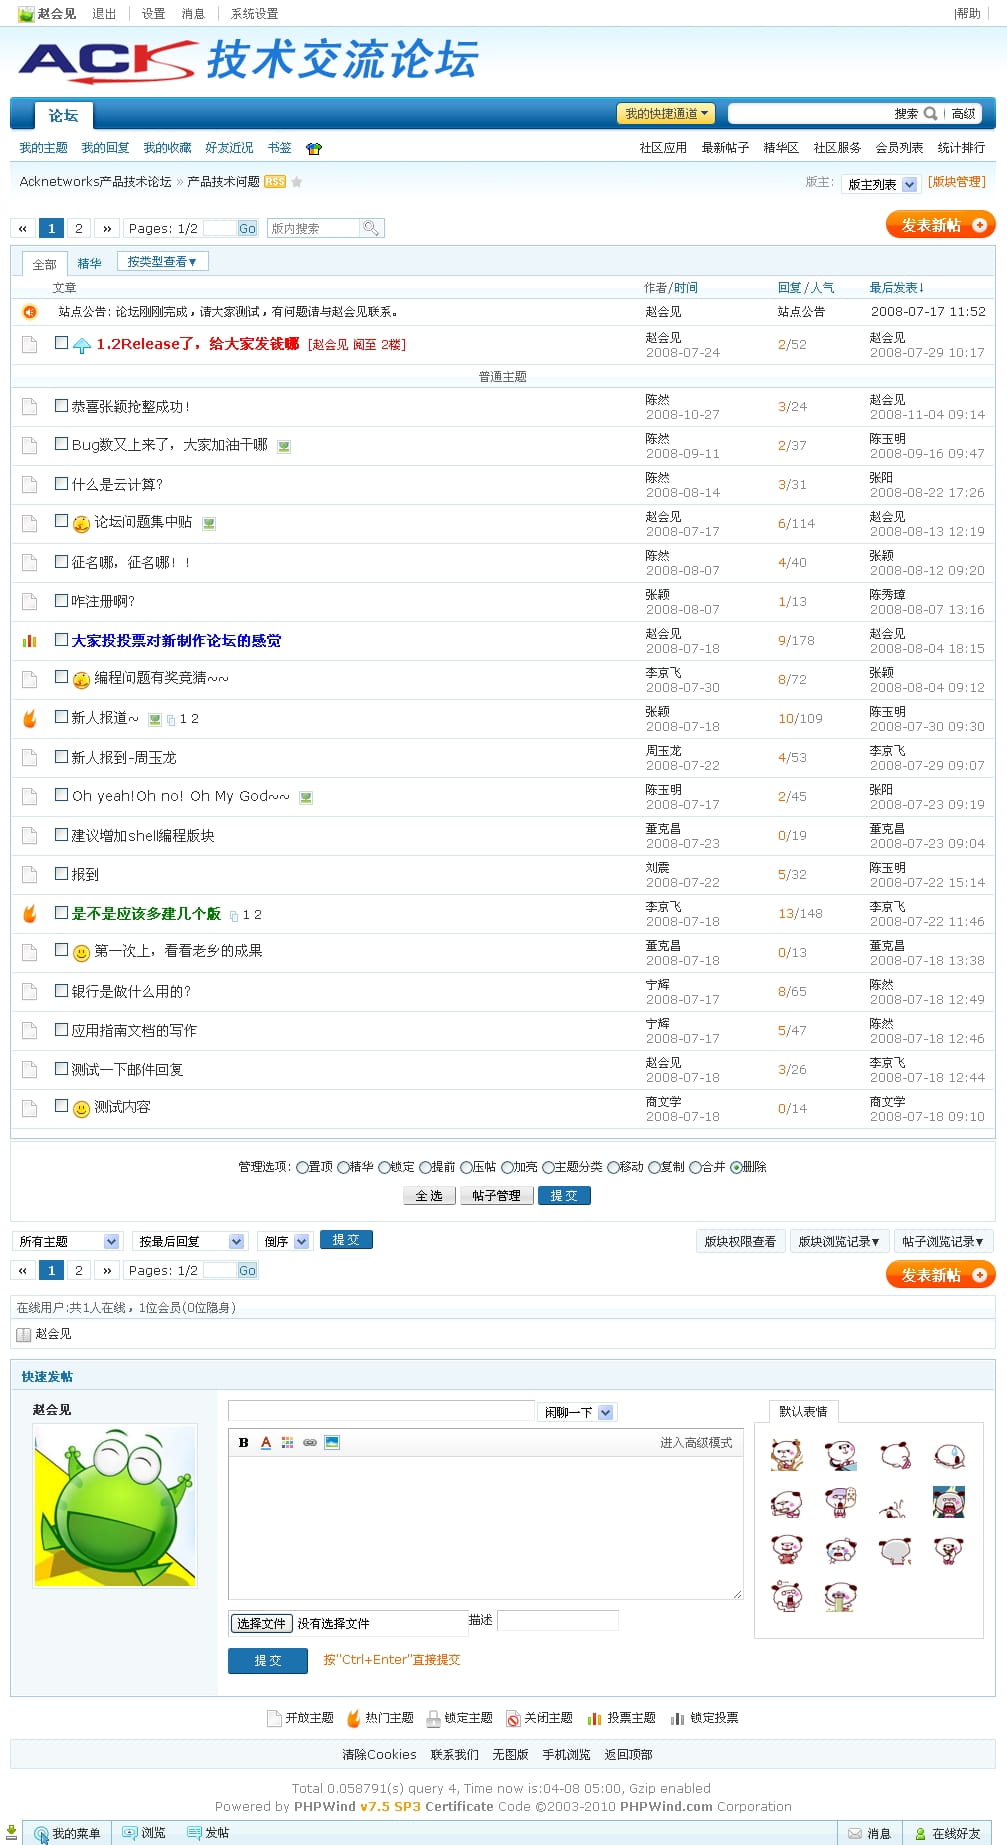 赵会见 退出 设置 消息 系统设置 |帮助
ACK 技术交流论坛
论坛 我的快捷通道 搜索 高级
我的主题 我的回复 我的收藏 好友近况 书签 社区应用 最新帖子 精华区 社区服务 会员列表 统计排行
Acknetworks产品技术论坛 » 产品技术问题 RSS 版主: 版主列表 [版块管理]
« 1 2 » Pages: 1/2 Go 版内搜索 发表新帖
全部 精华 按类型查看▼
文章 作者/时间 回复/人气 最后发表↓
站点公告: 论坛刚刚完成，请大家测试，有问题请与赵会见联系。 赵会见 站点公告 2008-07-17 11:52
1.2Release了，给大家发钱哪 [赵会见 阅至 2楼] 赵会见 2/52 赵会见
2008-07-24 2008-07-29 10:17
普通主题
恭喜张颖抢整成功！ 陈然 3/24 赵会见
2008-10-27 2008-11-04 09:14
Bug数又上来了，大家加油干哪 陈然 2/37 陈玉明
2008-09-11 2008-09-16 09:47
什么是云计算? 陈然 3/31 张阳
2008-08-14 2008-08-22 17:26
论坛问题集中贴 赵会见 6/114 赵会见
2008-07-17 2008-08-13 12:19
征名哪，征名哪！！ 陈然 4/40 张颖
2008-08-07 2008-08-12 09:20
咋注册啊? 张颖 1/13 陈秀璋
2008-08-07 2008-08-07 13:16
大家投投票对新制作论坛的感觉 赵会见 9/178 赵会见
2008-07-18 2008-08-04 18:15
编程问题有奖竞猜~~ 李京飞 8/72 张颖
2008-07-30 2008-08-04 09:12
新人报道~ 1 2 张颖 10/109 陈玉明
2008-07-18 2008-07-30 09:30
新人报到-周玉龙 周玉龙 4/53 李京飞
2008-07-22 2008-07-29 09:07
Oh yeah!Oh no! Oh My God~~ 陈玉明 2/45 张阳
2008-07-17 2008-07-23 09:19
建议增加shell编程版块 董克昌 0/19 董克昌
2008-07-23 2008-07-23 09:04
报到 刘震 5/32 陈玉明
2008-07-22 2008-07-22 15:14
是不是应该多建几个版 1 2 李京飞 13/148 李京飞
2008-07-18 2008-07-22 11:46
第一次上，看看老乡的成果 董克昌 0/13 董克昌
2008-07-18 2008-07-18 13:38
银行是做什么用的? 宁辉 8/65 陈然
2008-07-17 2008-07-18 12:49
应用指南文档的写作 宁辉 5/47 陈然
2008-07-17 2008-07-18 12:46
测试一下邮件回复 赵会见 3/26 李京飞
2008-07-18 2008-07-18 12:44
测试内容 商文学 0/14 商文学
2008-07-18 2008-07-18 09:10
管理选项: 置顶 精华 锁定 提前 压帖 加亮 主题分类 移动 复制 合并 删除
全 选 帖子管理 提 交
所有主题 按最后回复 倒序 提 交 版块权限查看 版块浏览记录▼ 帖子浏览记录▼
« 1 2 » Pages: 1/2 Go 发表新帖
在线用户:共1人在线，1位会员(0位隐身)
赵会见
快速发帖
赵会见 闲聊一下 默认表情
B A 进入高级模式
选择文件 没有选择文件 描述
提 交 按"Ctrl+Enter"直接提交
开放主题 热门主题 锁定主题 关闭主题 投票主题 锁定投票
清除Cookies 联系我们 无图版 手机浏览 返回顶部
Total 0.058791(s) query 4, Time now is:04-08 05:00, Gzip enabled
Powered by PHPWind v7.5 SP3 Certificate Code ©2003-2010 PHPWind.com Corporation
我的菜单 浏览 发帖 消息 在线好友